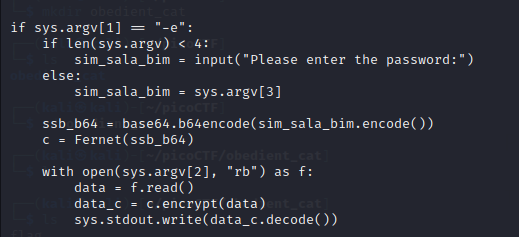 if sys.argv[1] == "-e":
    if len(sys.argv) < 4:
        sim_sala_bim = input("Please enter the password:")
    else:
        sim_sala_bim = sys.argv[3]

    ssb_b64 = base64.b64encode(sim_sala_bim.encode())
    c = Fernet(ssb_b64)

    with open(sys.argv[2], "rb") as f:
        data = f.read()
        data_c = c.encrypt(data)
        sys.stdout.write(data_c.decode())